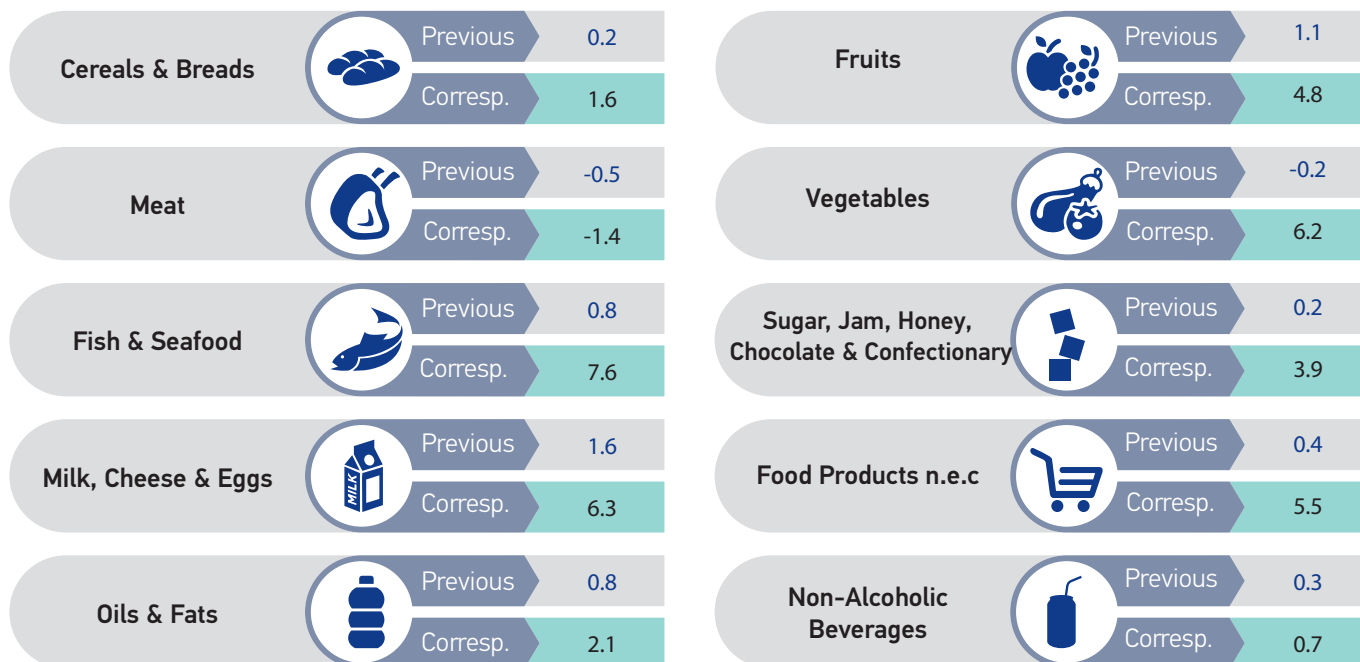 Cereals & Breads
Previous 0.2
Corresp. 1.6
Meat
Previous -0.5
Corresp. -1.4
Fish & Seafood
Previous 0.8
Corresp. 7.6
Milk, Cheese & Eggs
MILK
Previous 1.6
Corresp. 6.3
Oils & Fats
Previous 0.8
Corresp. 2.1
Fruits
Previous 1.1
Corresp. 4.8
Vegetables
Previous -0.2
Corresp. 6.2
Sugar, Jam, Honey,
Chocolate & Confectionary
Previous 0.2
Corresp. 3.9
Food Products n.e.c
Previous 0.4
Corresp. 5.5
Non-Alcoholic
Beverages
Previous 0.3
Corresp. 0.7